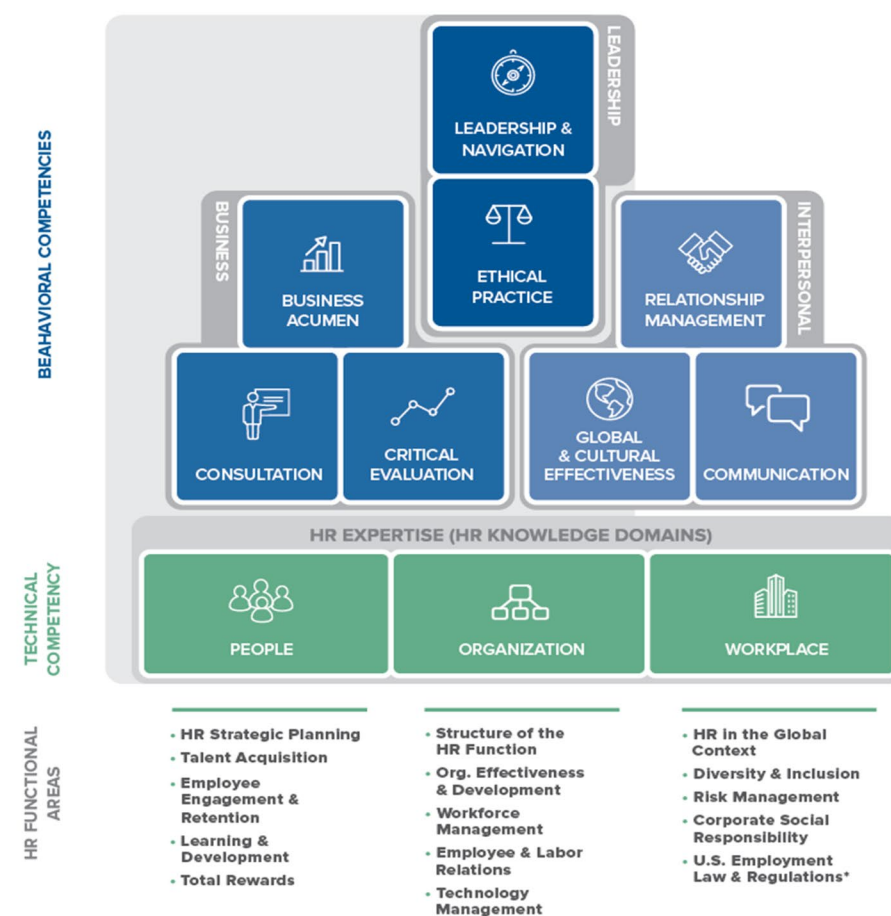 BEAHAVIORAL COMPETENCIES
LEADERSHIP
LEADERSHIP &
NAVIGATION
ETHICAL
PRACTICE
BUSINESS
BUSINESS
ACUMEN
CONSULTATION
CRITICAL
EVALUATION
INTERPERSONAL
RELATIONSHIP
MANAGEMENT
GLOBAL
& CULTURAL
EFFECTIVENESS
COMMUNICATION
TECHNICAL
COMPETENCY
HR EXPERTISE (HR KNOWLEDGE DOMAINS)
PEOPLE
ORGANIZATION
WORKPLACE
HR FUNCTIONAL
AREAS
• HR Strategic Planning
• Talent Acquisition
• Employee
Engagement &
Retention
• Learning &
Development
• Total Rewards
• Structure of the
HR Function
• Org. Effectiveness
& Development
• Workforce
Management
• Employee & Labor
Relations
• Technology
Management
• HR in the Global
Context
• Diversity & Inclusion
• Risk Management
• Corporate Social
Responsibility
• U.S. Employment
Law & Regulations*